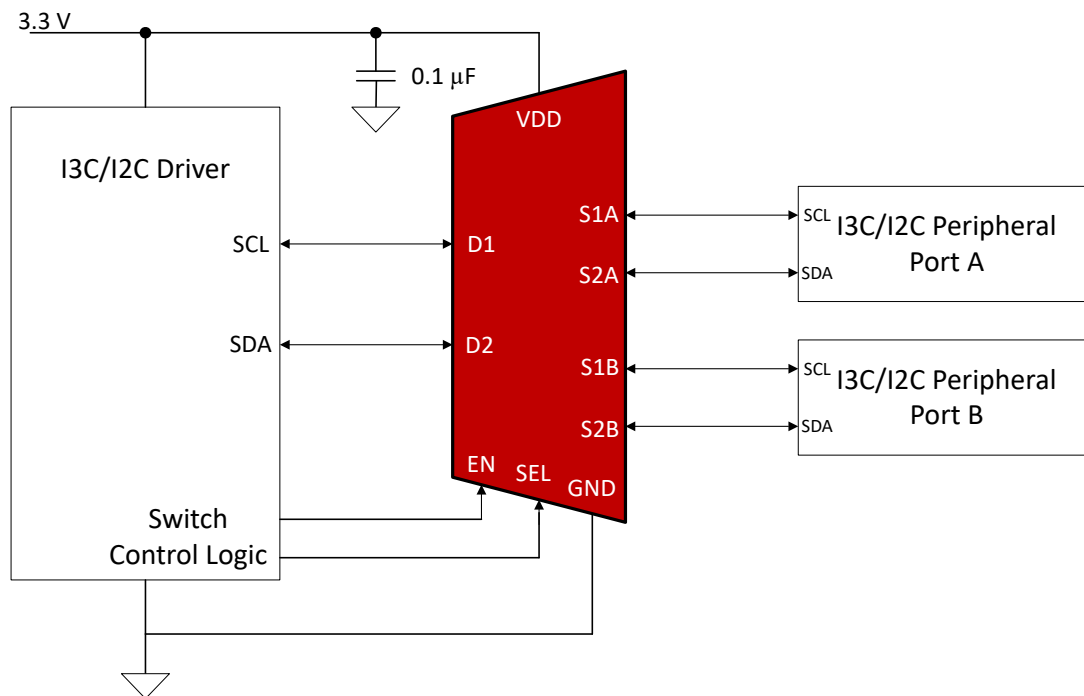 3.3 V
0.1 μF
VDD
I3C/I2C Driver
SCL
SDA
Switch
Control Logic
D1
D2
EN
SEL
GND
S1A
S2A
S1B
S2B
SCL
SDA
I3C/I2C Peripheral
Port A
SCL
SDA
I3C/I2C Peripheral
Port B